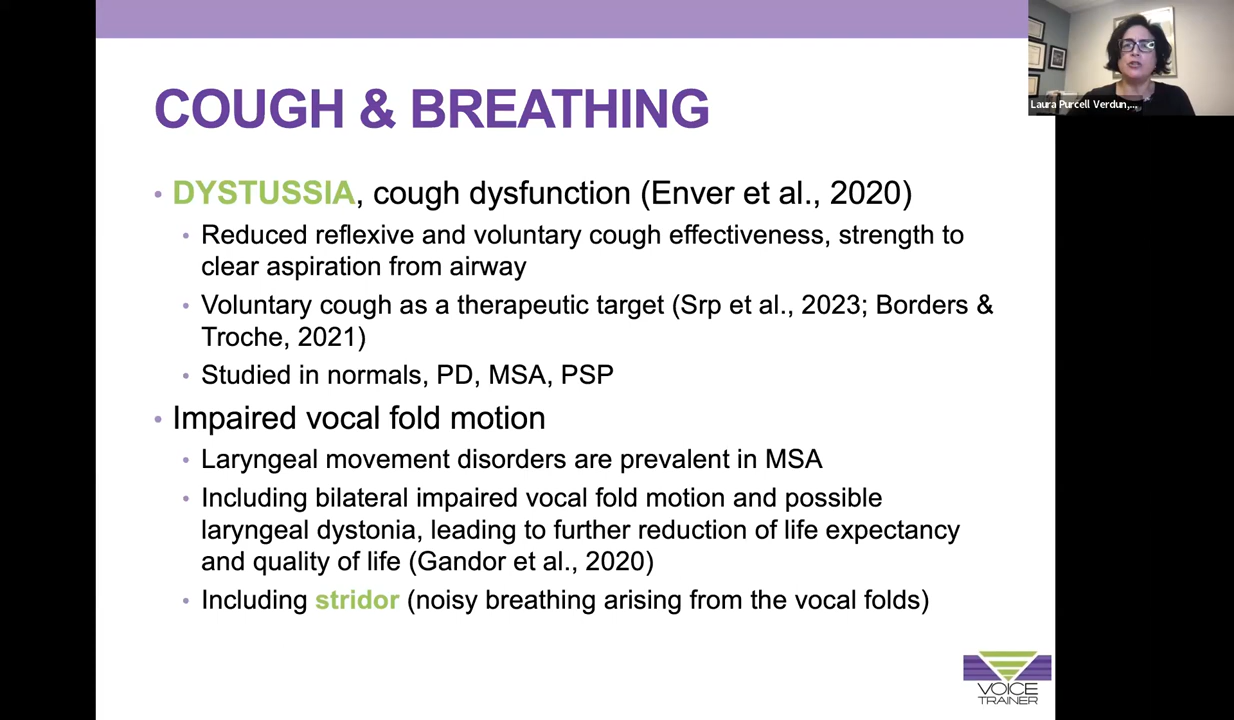 Laura Purcell Verdun,...
COUGH & BREATHING
• DYSTUSSIA, cough dysfunction (Enver et al., 2020)
• Reduced reflexive and voluntary cough effectiveness, strength to
clear aspiration from airway
• Voluntary cough as a therapeutic target (Srp et al., 2023; Borders &
Troche, 2021)
• Studied in normals, PD, MSA, PSP
• Impaired vocal fold motion
• Laryngeal movement disorders are prevalent in MSA
• Including bilateral impaired vocal fold motion and possible
laryngeal dystonia, leading to further reduction of life expectancy
and quality of life (Gandor et al., 2020)
• Including stridor (noisy breathing arising from the vocal folds)
VOICE
TRAINER